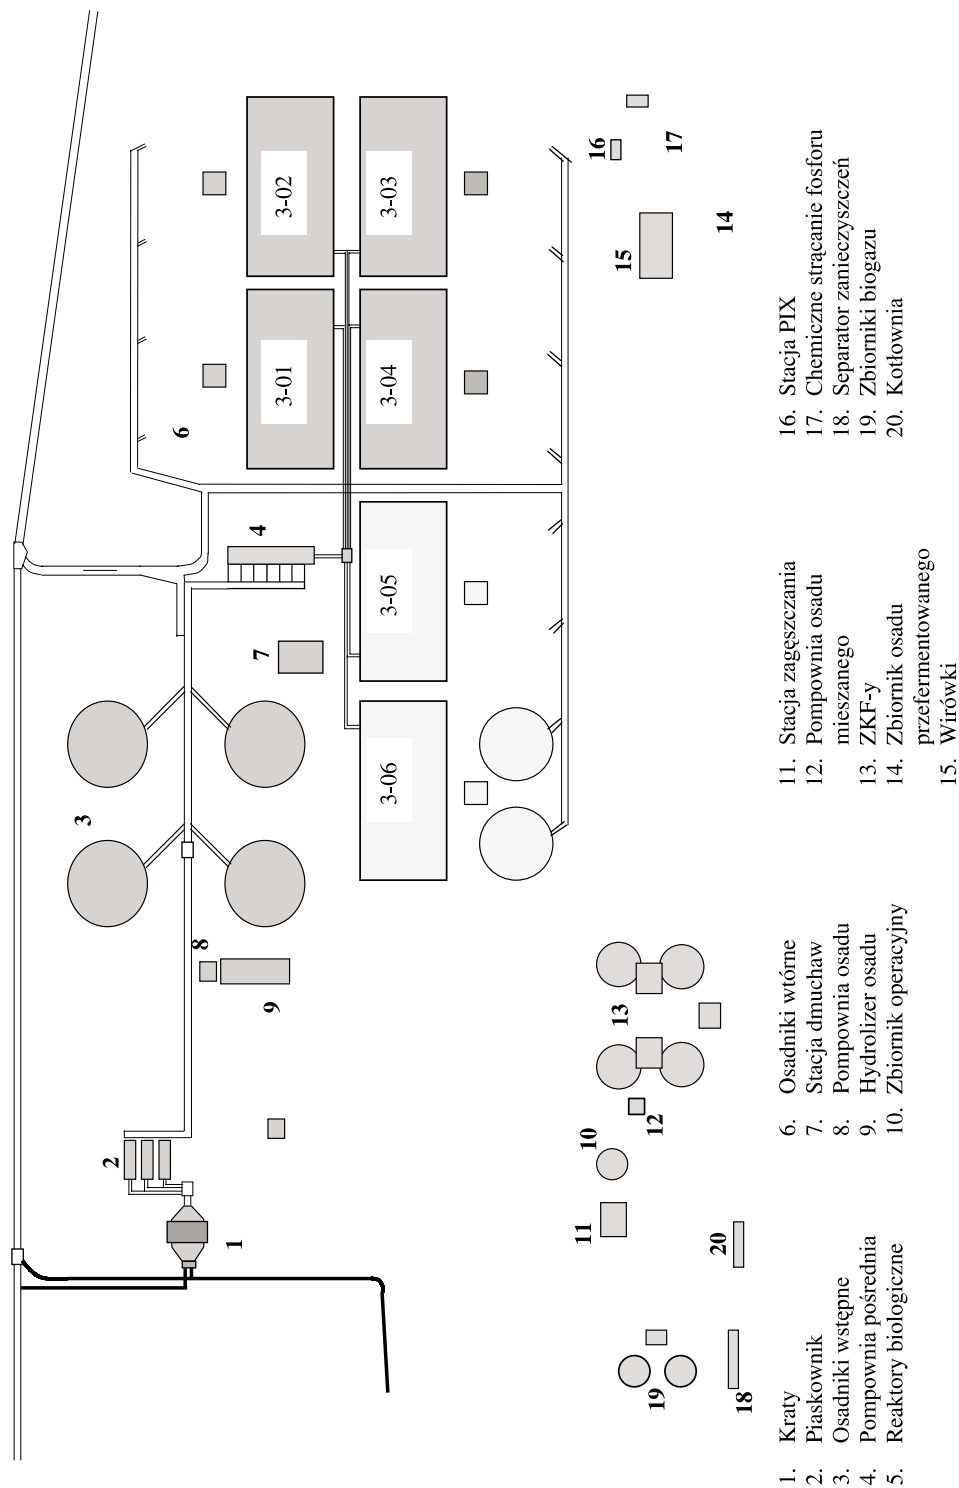 1
2
3
4
6
7
8
9
10
11
12
13
14
15
16
17
18
19
20
3-01
3-02
3-03
3-04
3-05
3-06
1. Kraty
2. Piaskownik
3. Osadniki wstępne
4. Pompownia pośrednia
5. Reaktory biologiczne
6. Osadniki wtórne
7. Stacja dmuchaw
8. Pompownia osadu
9. Hydrolizer osadu
10. Zbiornik operacyjny
11. Stacja zagęszczania
12. Pompownia osadu
mieszanego
13. ZKF-y
14. Zbiornik osadu
przefermentowanego
15. Wirówki
16. Stacja PIX
17. Chemiczne strącanie fosforu
18. Separator zanieczyszczeń
19. Zbiorniki biogazu
20. Kotłownia